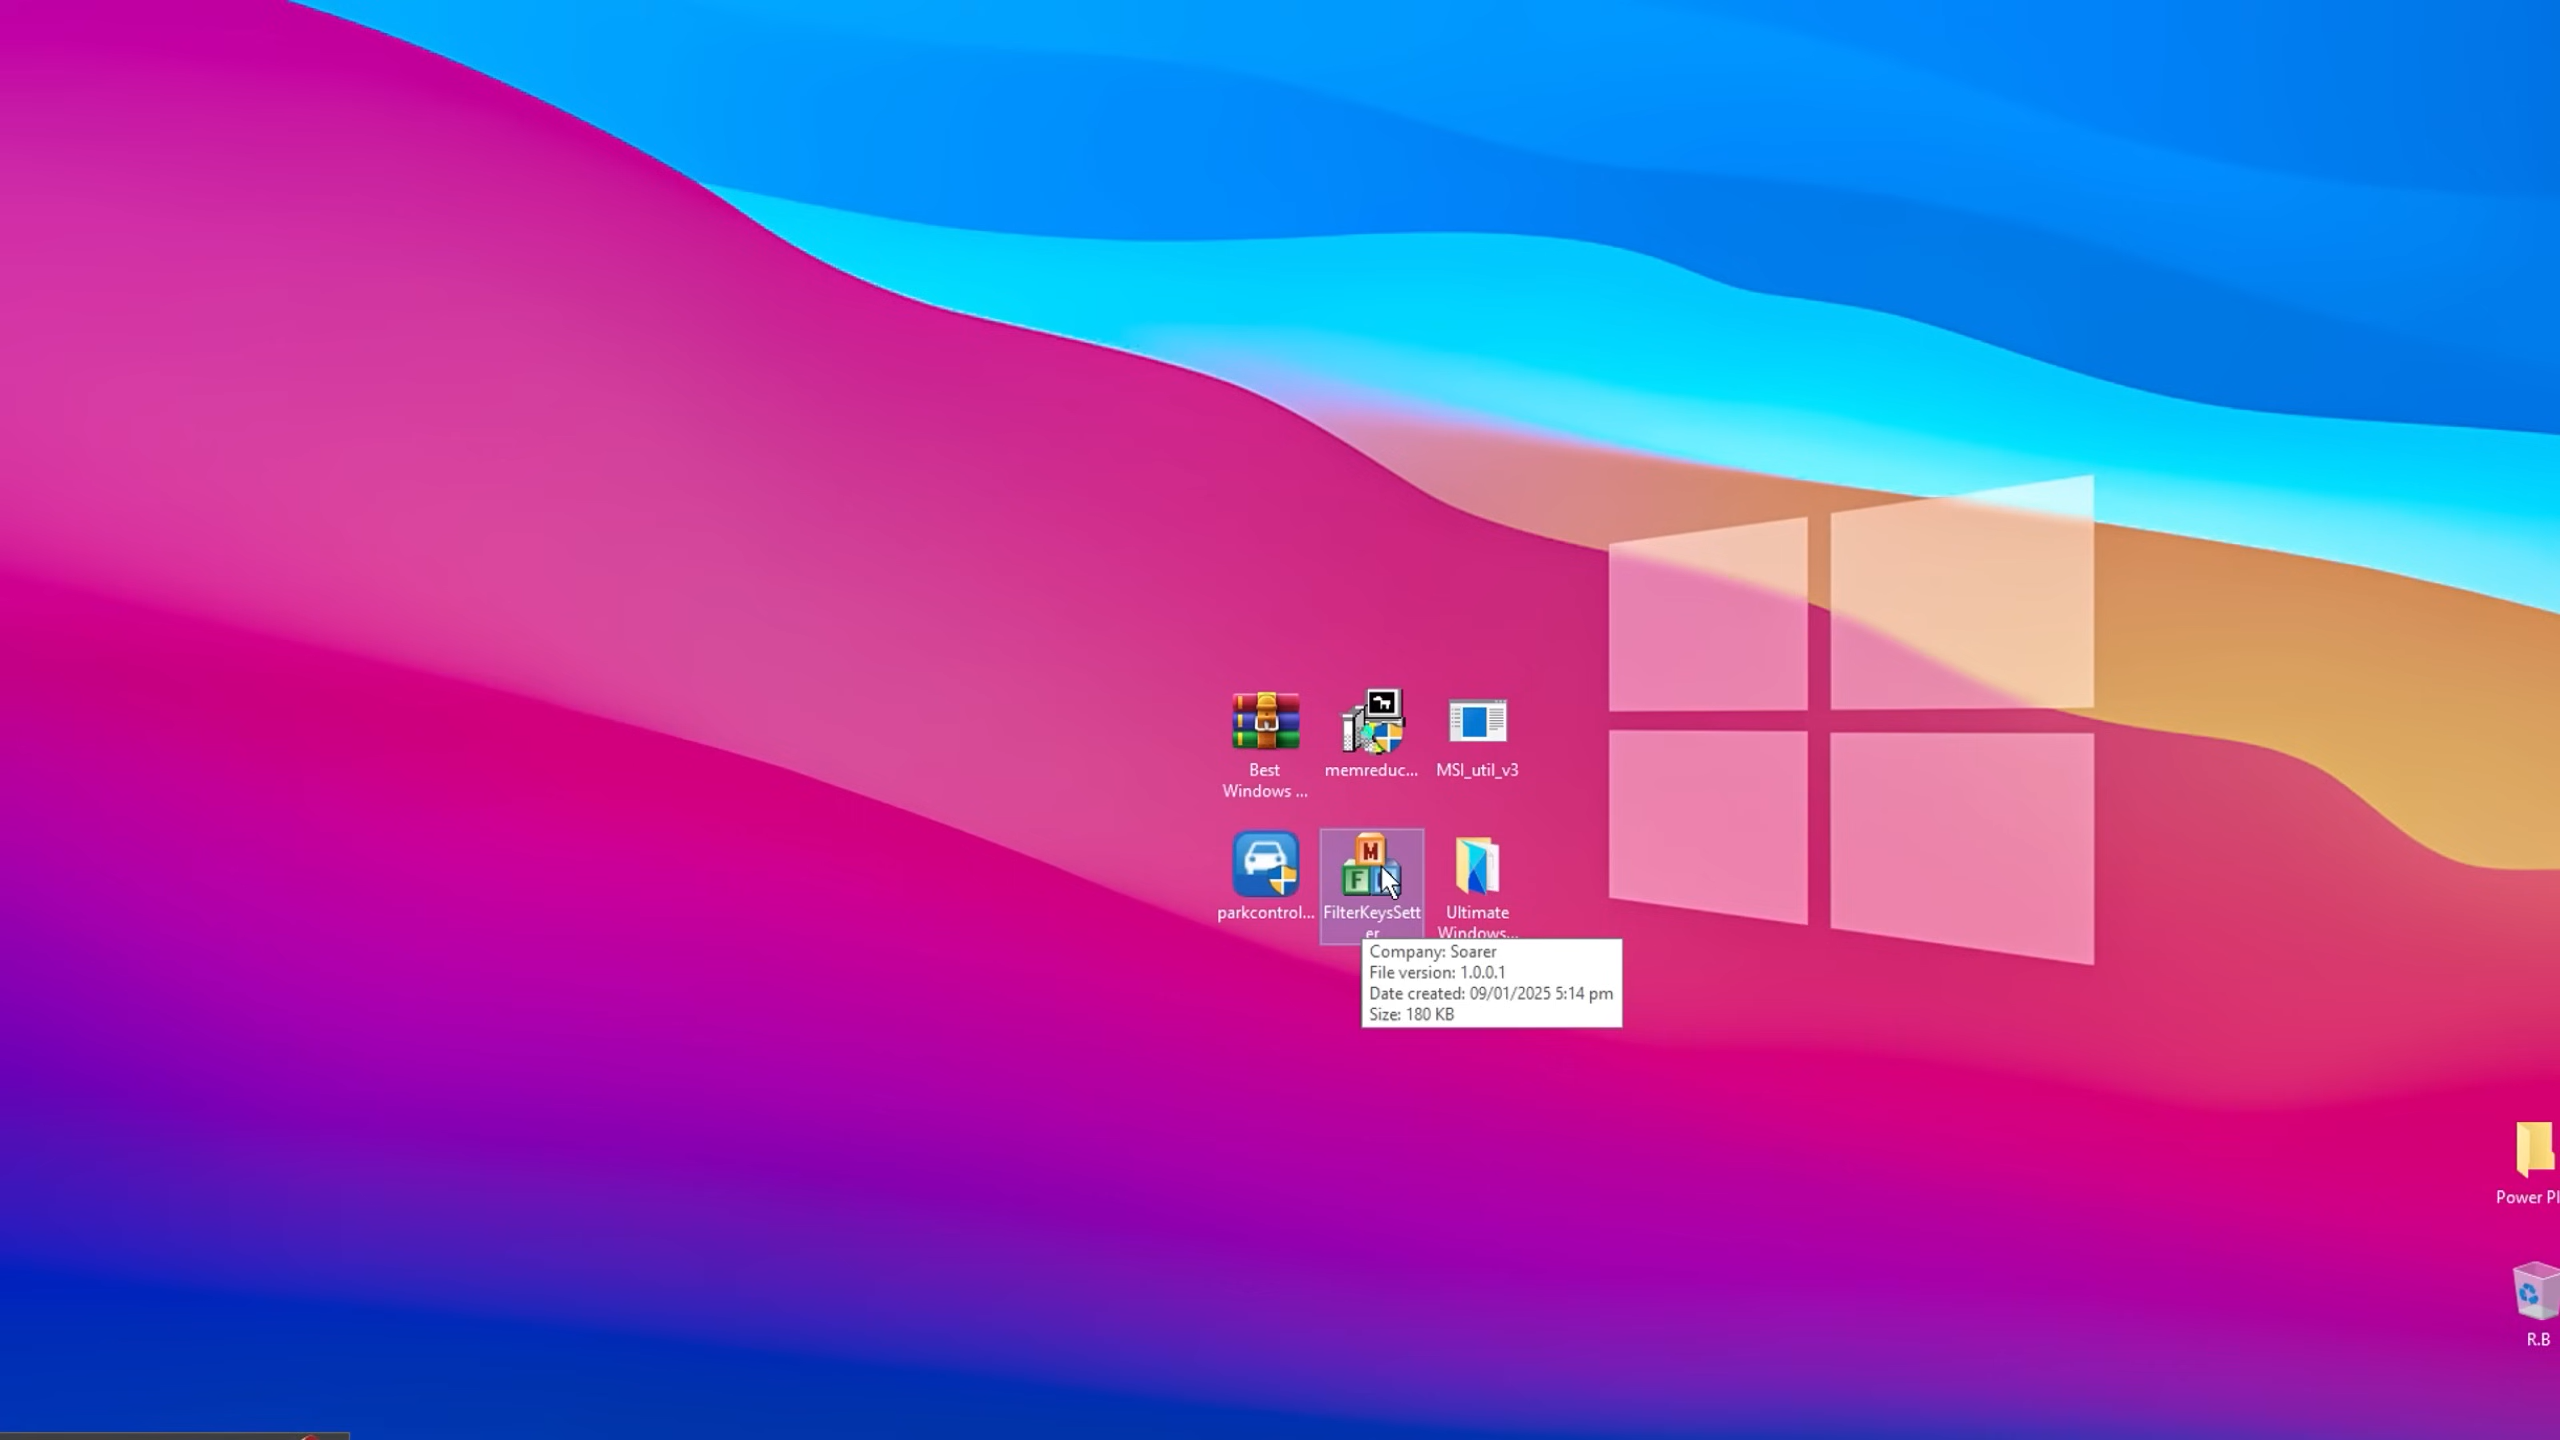 Best
Windows ...
memreduc...
MSI_util_v3
parkcontrol...
FilterKeysSett
er
Ultimate
Windows...
Company: Soarer
File version: 1.0.0.1
Date created: 09/01/2025 5:14 pm
Size: 180 KB
Power Pl
R.B